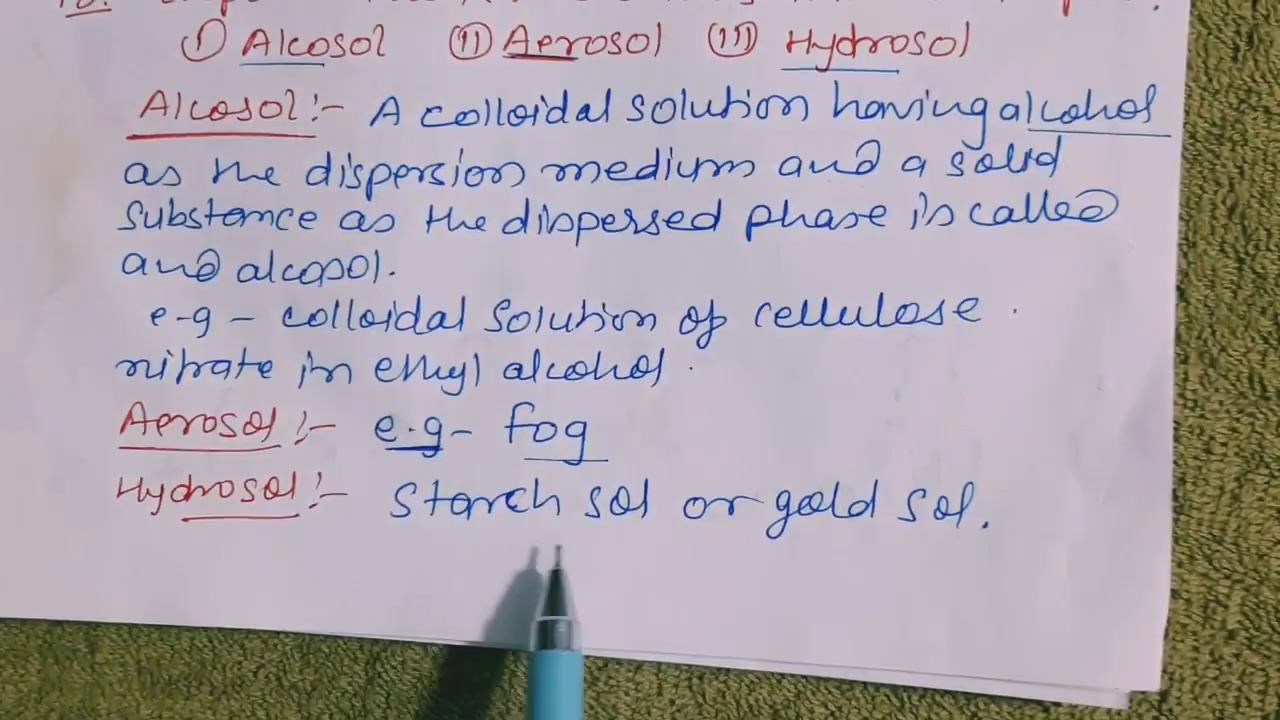 (i) Alcosol (ii) Aerosol (iii) Hydrosol
Alcosol :- A colloidal solution having alcohol
as the dispersion medium and a solid
substance as the dispersed phase is called
and alcosol.
e-g - colloidal solution of cellulose.
nitrate in ethyl alcohol.
Aerosol :- e.g - fog
Hydrosol :- Starch sol or gold sol.